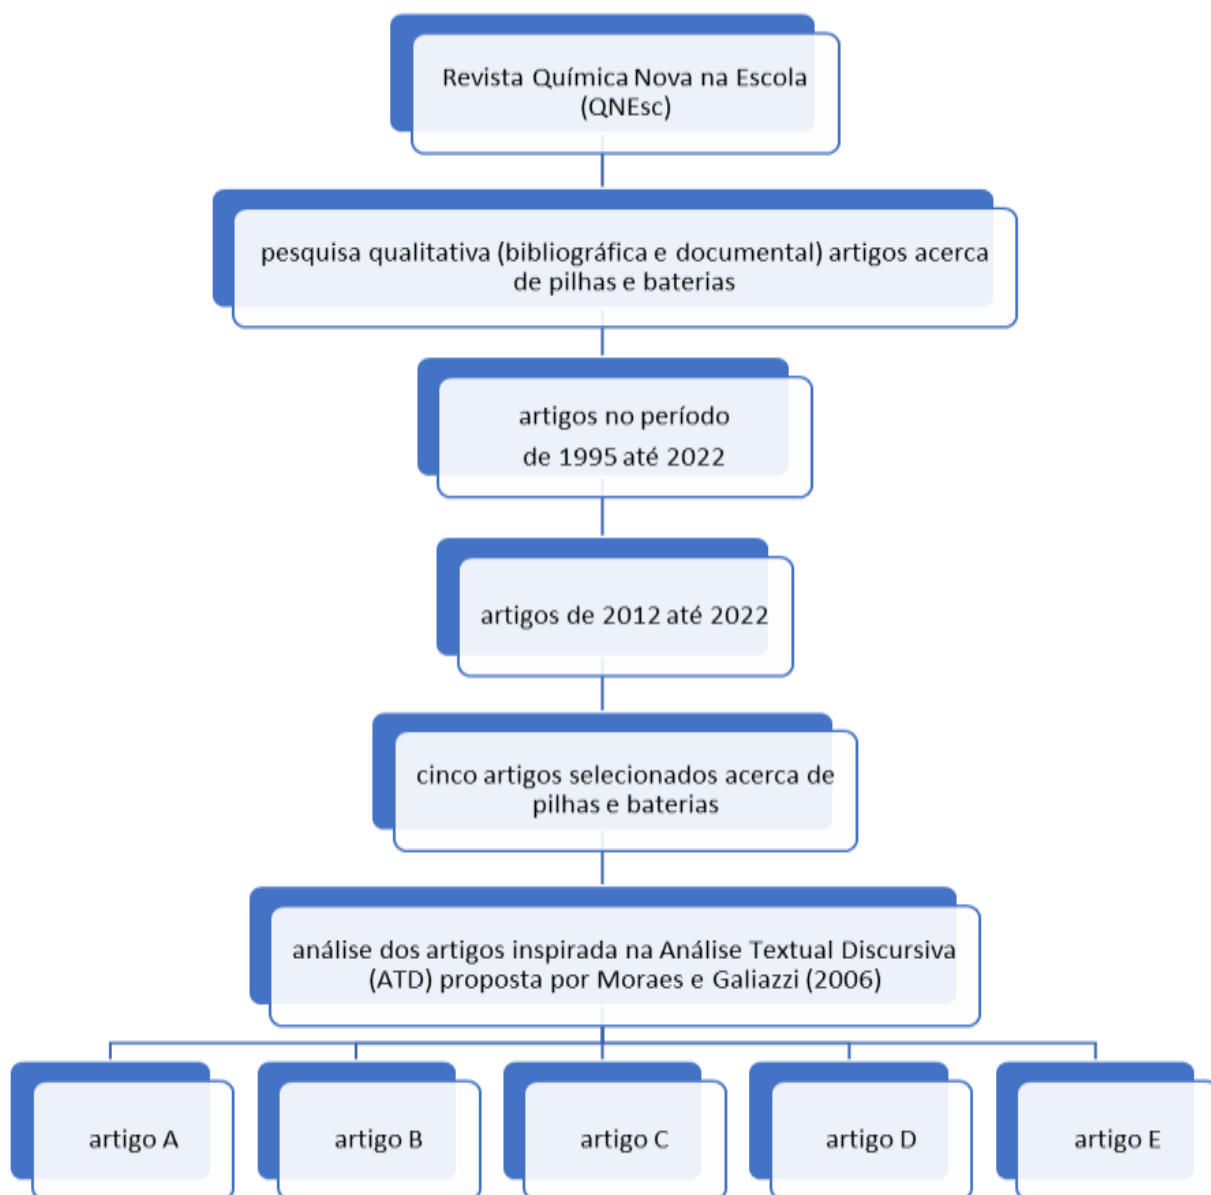 Revista Química Nova na Escola
(QNEsc)
pesquisa qualitativa (bibliográfica e documental) artigos acerca
de pilhas e baterias
artigos no período
de 1995 até 2022
artigos de 2012 até 2022
cinco artigos selecionados acerca de
pilhas e baterias
análise dos artigos inspirada na Análise Textual Discursiva
(ATD) proposta por Moraes e Galiazzi (2006)
artigo A
artigo B
artigo C
artigo D
artigo E